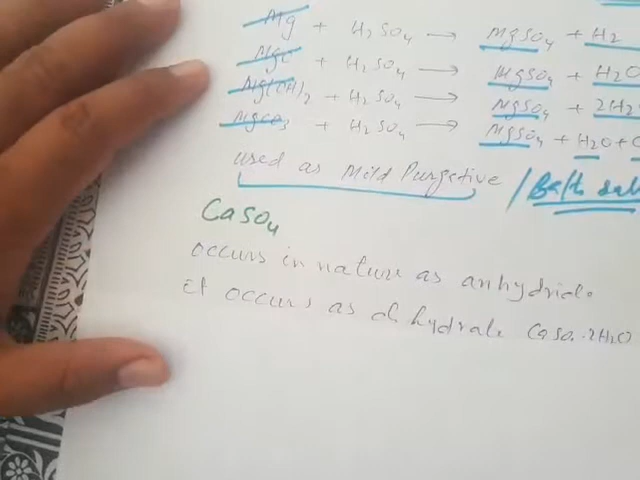 Mg + H₂SO₄ → MgSO₄ + H₂
MgO + H₂SO₄ → MgSO₄ + H₂O
Mg(OH)₂ + H₂SO₄ → MgSO₄ + 2H₂
MgCO₃ + H₂SO₄ → MgSO₄ + H₂O + C
used as Mild Purgative / Bath salt
CaSO₄
occurs in nature as anhydride.
It occurs as dihydrate CaSO₄.2H₂O